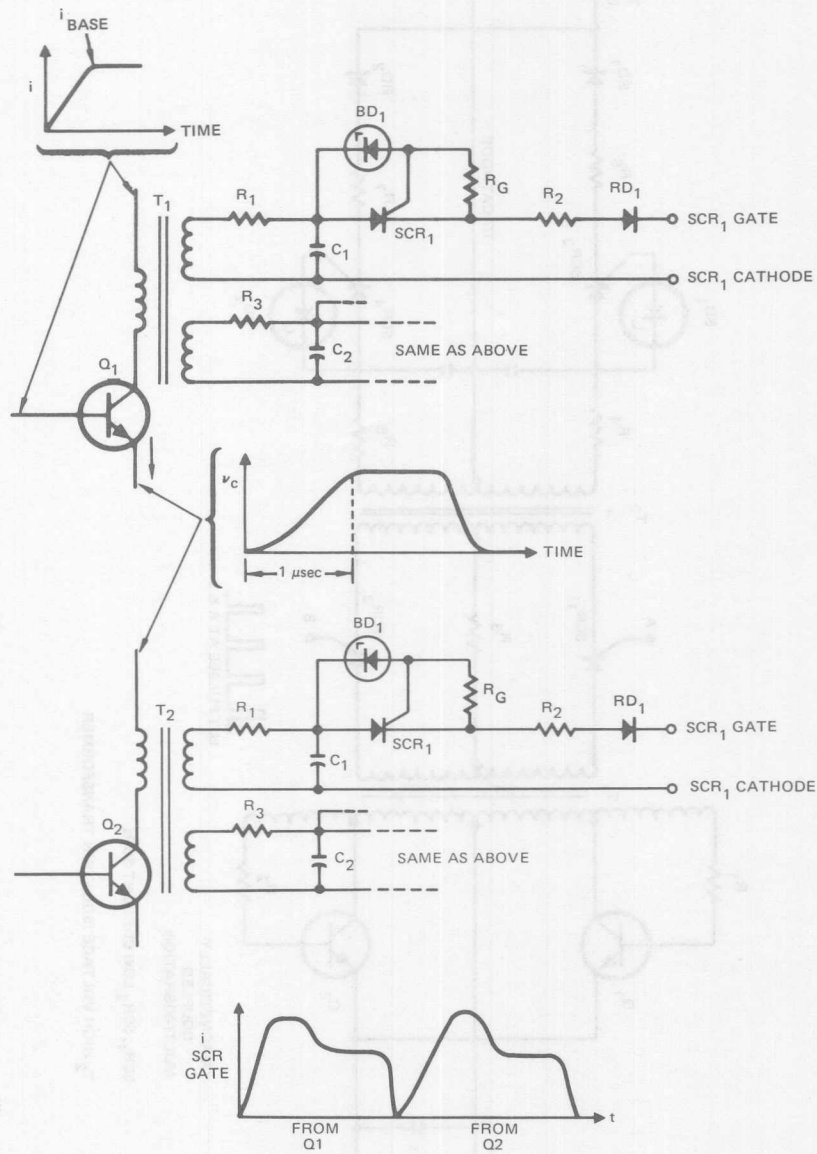 i BASE
i
TIME
BD1
T1
R1
RG
R2
RD1
SCR1 GATE
SCR1
C1
SCR1 CATHODE
R3
C2
SAME AS ABOVE
Q1
νc
TIME
1 μsec
BD1
T2
R1
RG
R2
RD1
SCR1 GATE
SCR1
C1
SCR1 CATHODE
R3
C2
SAME AS ABOVE
Q2
i
SCR
GATE
t
FROM
Q1
FROM
Q2